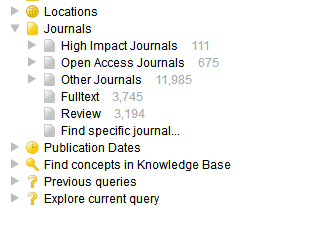 Locations
Journals
High Impact Journals 111
Open Access Journals 675
Other Journals 11,985
Fulltext 3,745
Review 3,194
Find specific journal...
Publication Dates
Find concepts in Knowledge Base
Previous queries
Explore current query